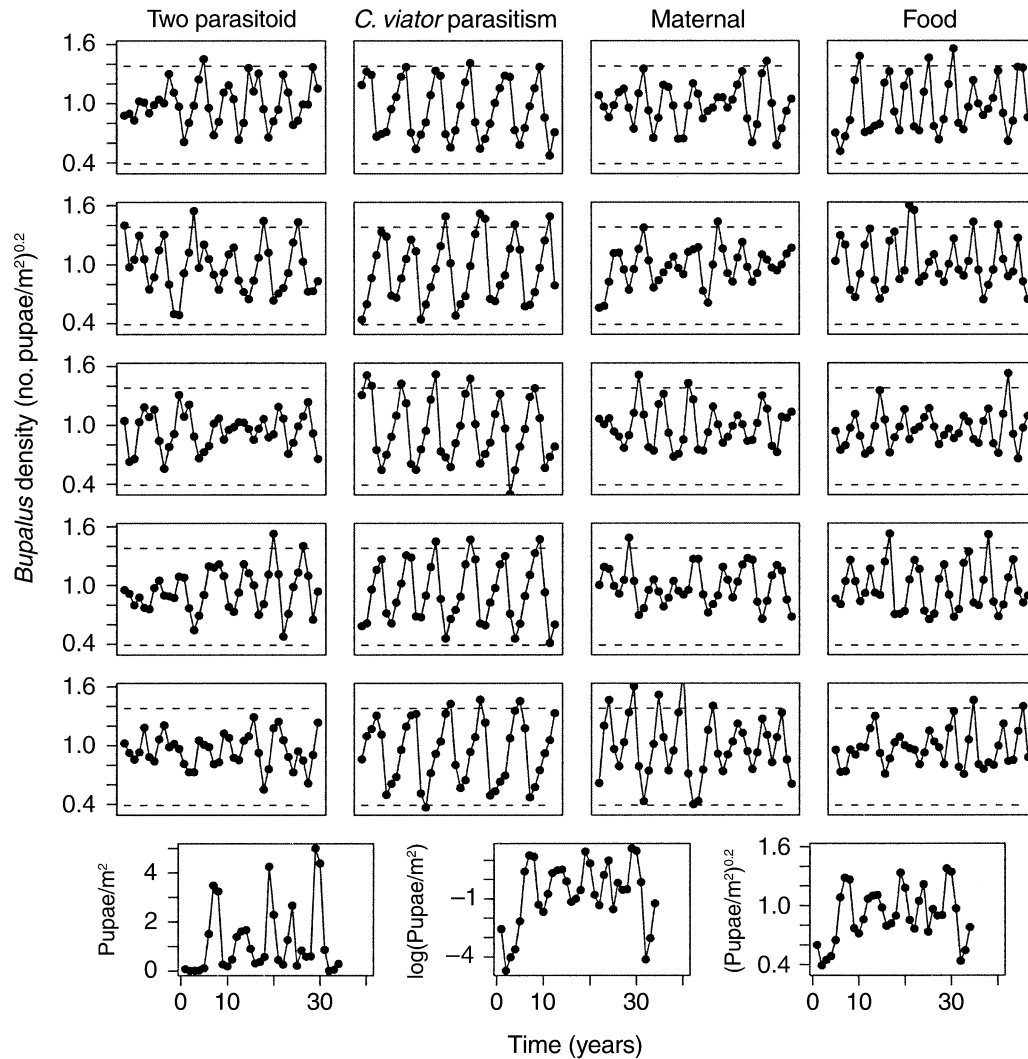 Two parasitoid C. viator parasitism Maternal Food
1.6
1.0
0.4
1.6
1.0
0.4
Bupalus density (no. pupae/m²)^0.2
1.6
1.0
0.4
1.6
1.0
0.4
1.6
1.0
0.4
Pupae/m²
4
2
0
0 10 30
log(Pupae/m²)
−1
−4
0 10 30
(Pupae/m²)^0.2
1.6
1.0
0.4
0 10 30
Time (years)